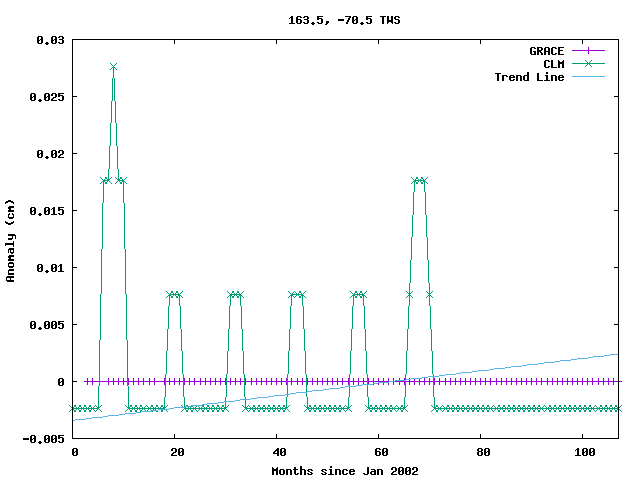 163.5, -70.5 TWS
GRACE
CLM
Trend Line
0.03
0.025
0.02
0.015
0.01
0.005
0
-0.005
Anomaly (cm)
0 20 40 60 80 100
Months since Jan 2002